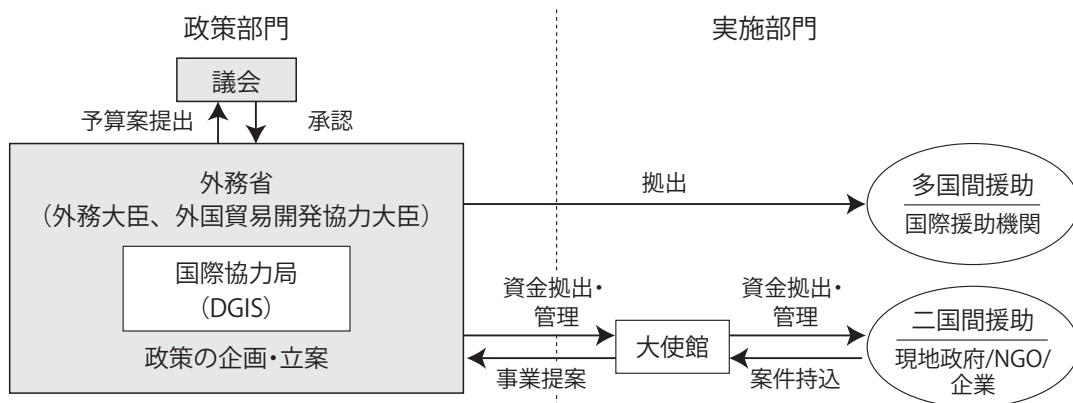 政策部門
実施部門
議会
予算案提出
承認
外務省
（外務大臣、外国貿易開発協力大臣）
国際協力局
（DGIS）
政策の企画・立案
拠出
多国間援助
国際援助機関
資金拠出・
管理
事業提案
大使館
資金拠出・
管理
案件持込
二国間援助
現地政府/NGO/
企業